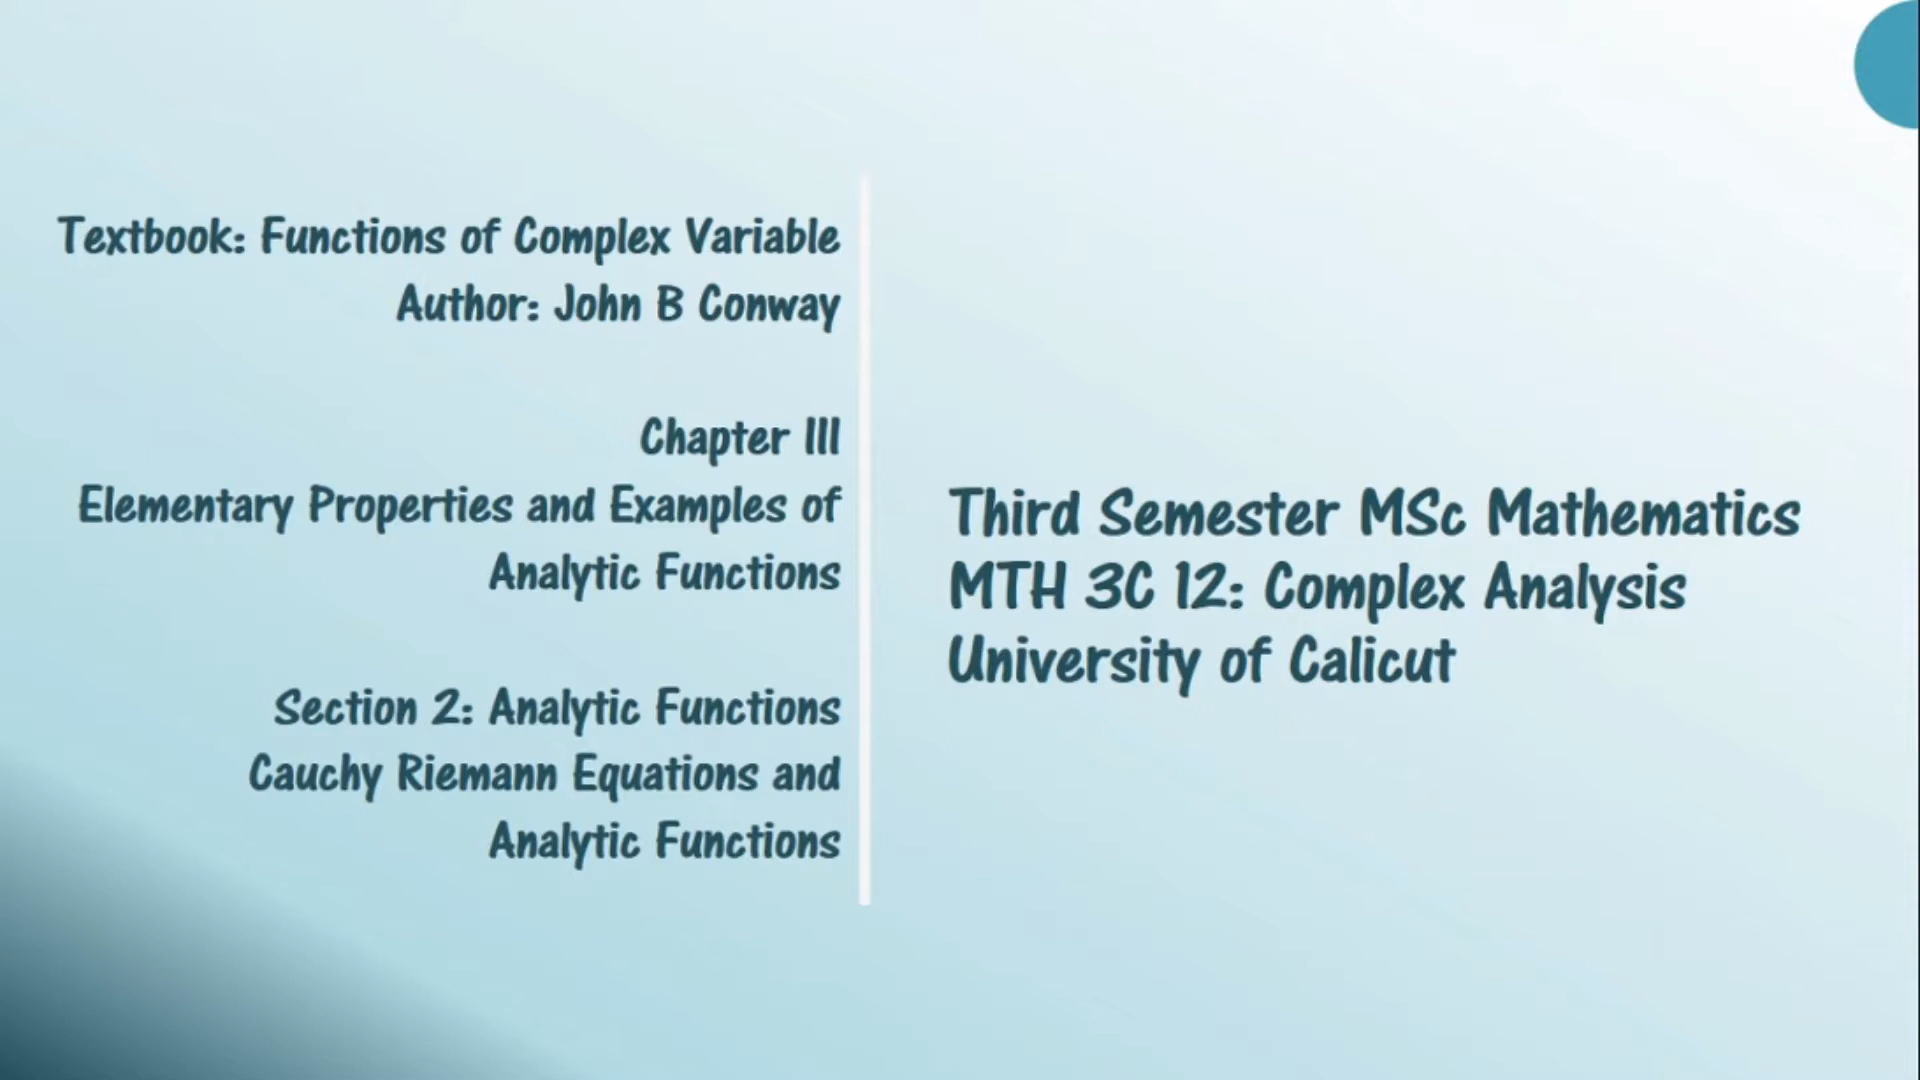 Textbook: Functions of Complex Variable
Author: John B Conway
Chapter III
Elementary Properties and Examples of
Analytic Functions
Section 2: Analytic Functions
Cauchy Riemann Equations and
Analytic Functions
Third Semester MSc Mathematics
MTH 3C 12: Complex Analysis
University of Calicut